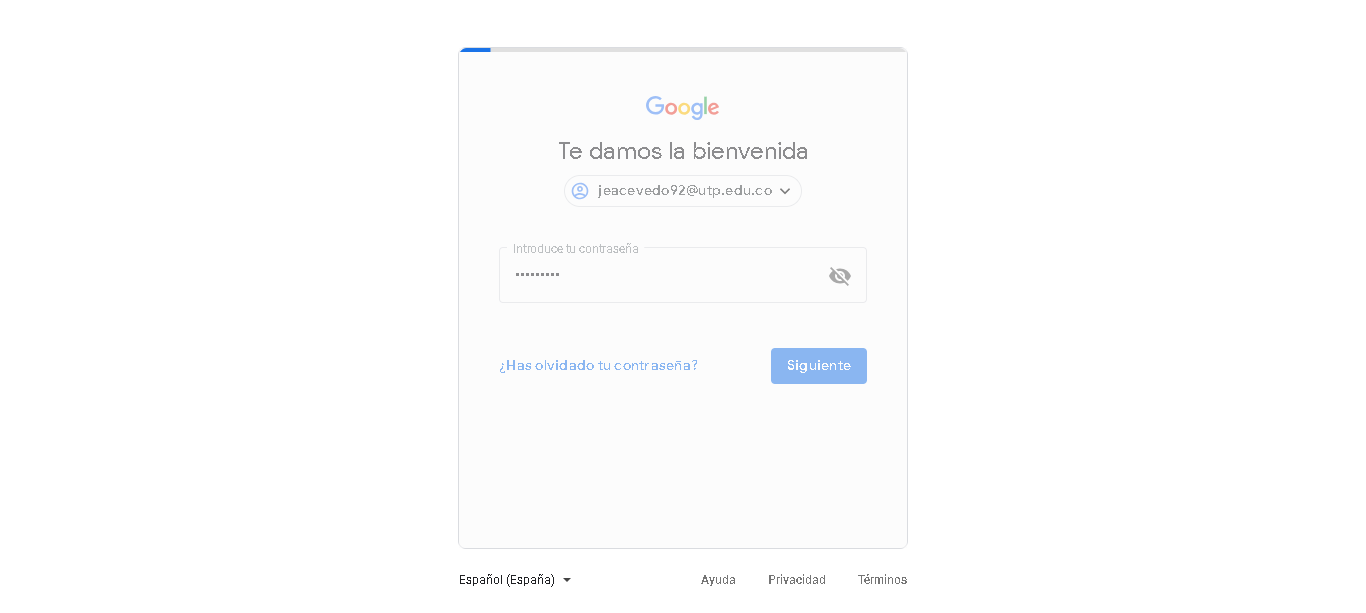 Google
Te damos la bienvenida
jeacevedo92@utp.edu.co
Introduce tu contraseña
•••••••••
¿Has olvidado tu contraseña?
Siguiente
Español (España)
Ayuda
Privacidad
Términos